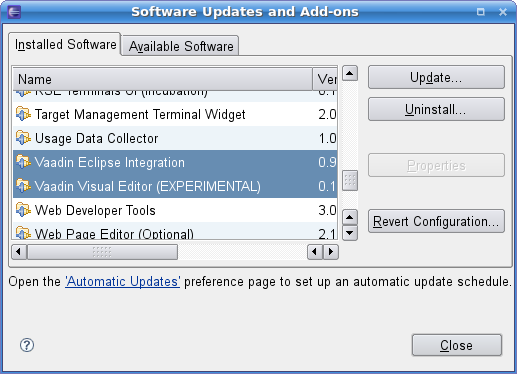 Software Updates and Add-ons
Installed Software Available Software
Name Ver
RSE Terminals UI (Incubation) 0.1
Target Management Terminal Widget 2.0
Usage Data Collector 1.0
Vaadin Eclipse Integration 0.9
Vaadin Visual Editor (EXPERIMENTAL) 0.1
Web Developer Tools 3.0
Web Page Editor (Optional) 2.1
Update...
Uninstall...
Properties
Revert Configuration...
Open the 'Automatic Updates' preference page to set up an automatic update schedule.
Close